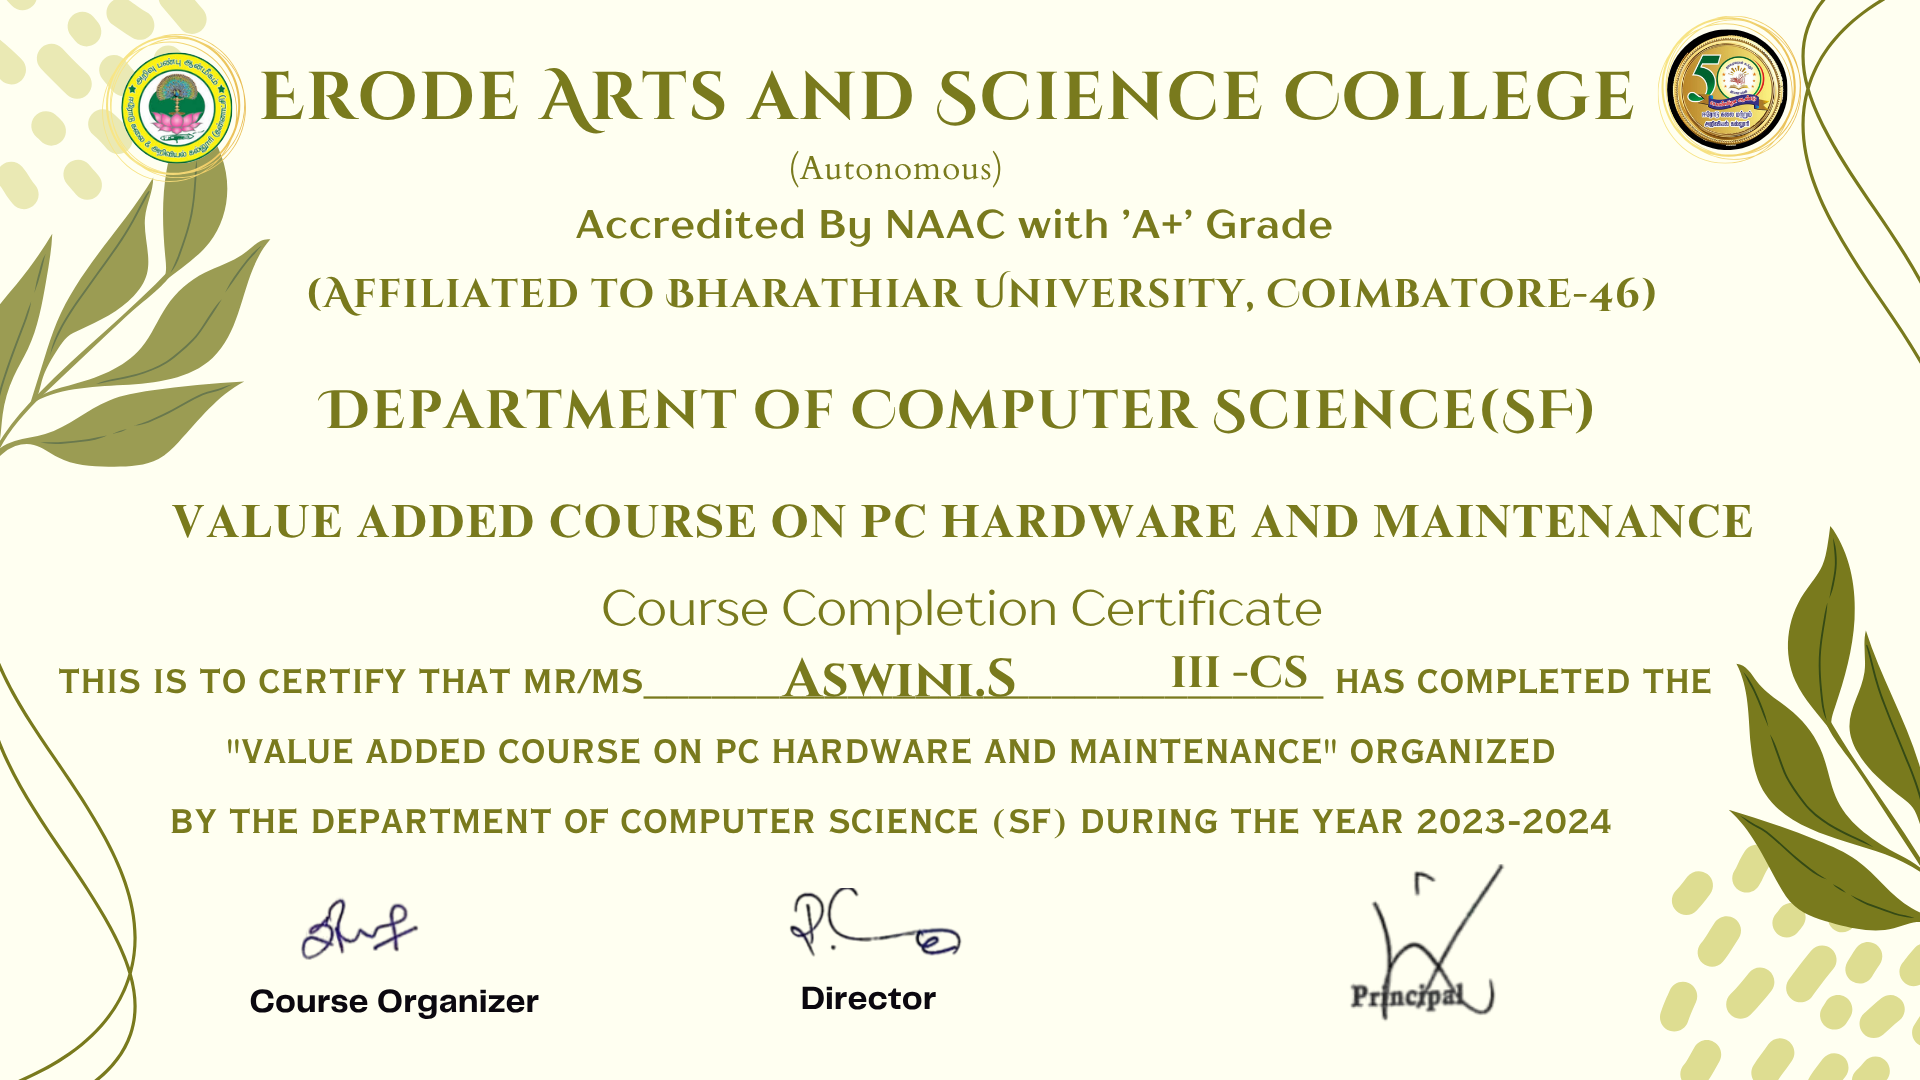 ERODE ARTS AND SCIENCE COLLEGE
(Autonomous)
Accredited By NAAC with 'A+' Grade
(AFFILIATED TO BHARATHIAR UNIVERSITY, COIMBATORE-46)
DEPARTMENT OF COMPUTER SCIENCE(SF)
VALUE ADDED COURSE ON PC HARDWARE AND MAINTENANCE
Course Completion Certificate
THIS IS TO CERTIFY THAT MR/MS ASWINI.S III -CS HAS COMPLETED THE
"VALUE ADDED COURSE ON PC HARDWARE AND MAINTENANCE" ORGANIZED
BY THE DEPARTMENT OF COMPUTER SCIENCE (SF) DURING THE YEAR 2023-2024
Course Organizer
Director
Principal